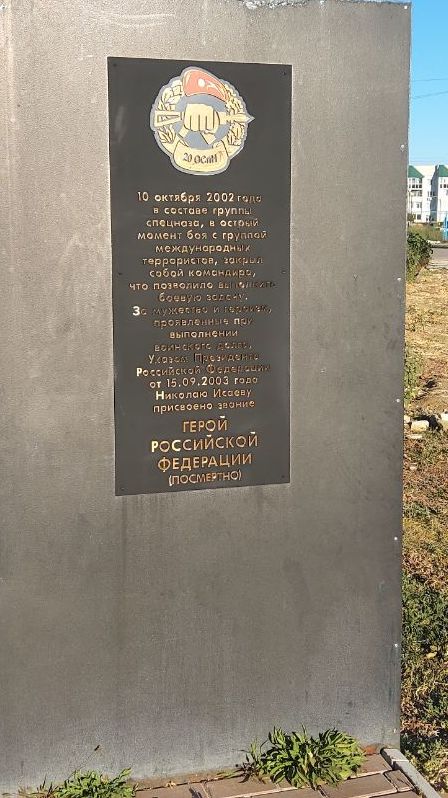 20 ОСпН
10 октября 2002 года
в составе группы
спецназа, в острый
момент боя с группой
международных
террористов, закрыл
собой командира,
что позволило выполнить
боевую задачу.
За мужество и героизм,
проявленные при
выполнении
воинского долга,
Указом Президента
Российской Федерации
от 15.09.2003 года
Николаю Исаеву
присвоено звание
ГЕРОЙ
РОССИЙСКОЙ
ФЕДЕРАЦИИ
(ПОСМЕРТНО)